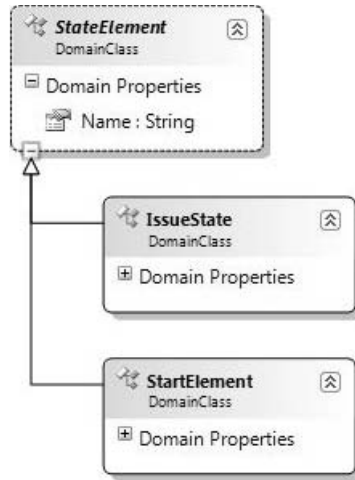 StateElement
DomainClass
Domain Properties
Name : String
IssueState
DomainClass
Domain Properties
StartElement
DomainClass
Domain Properties